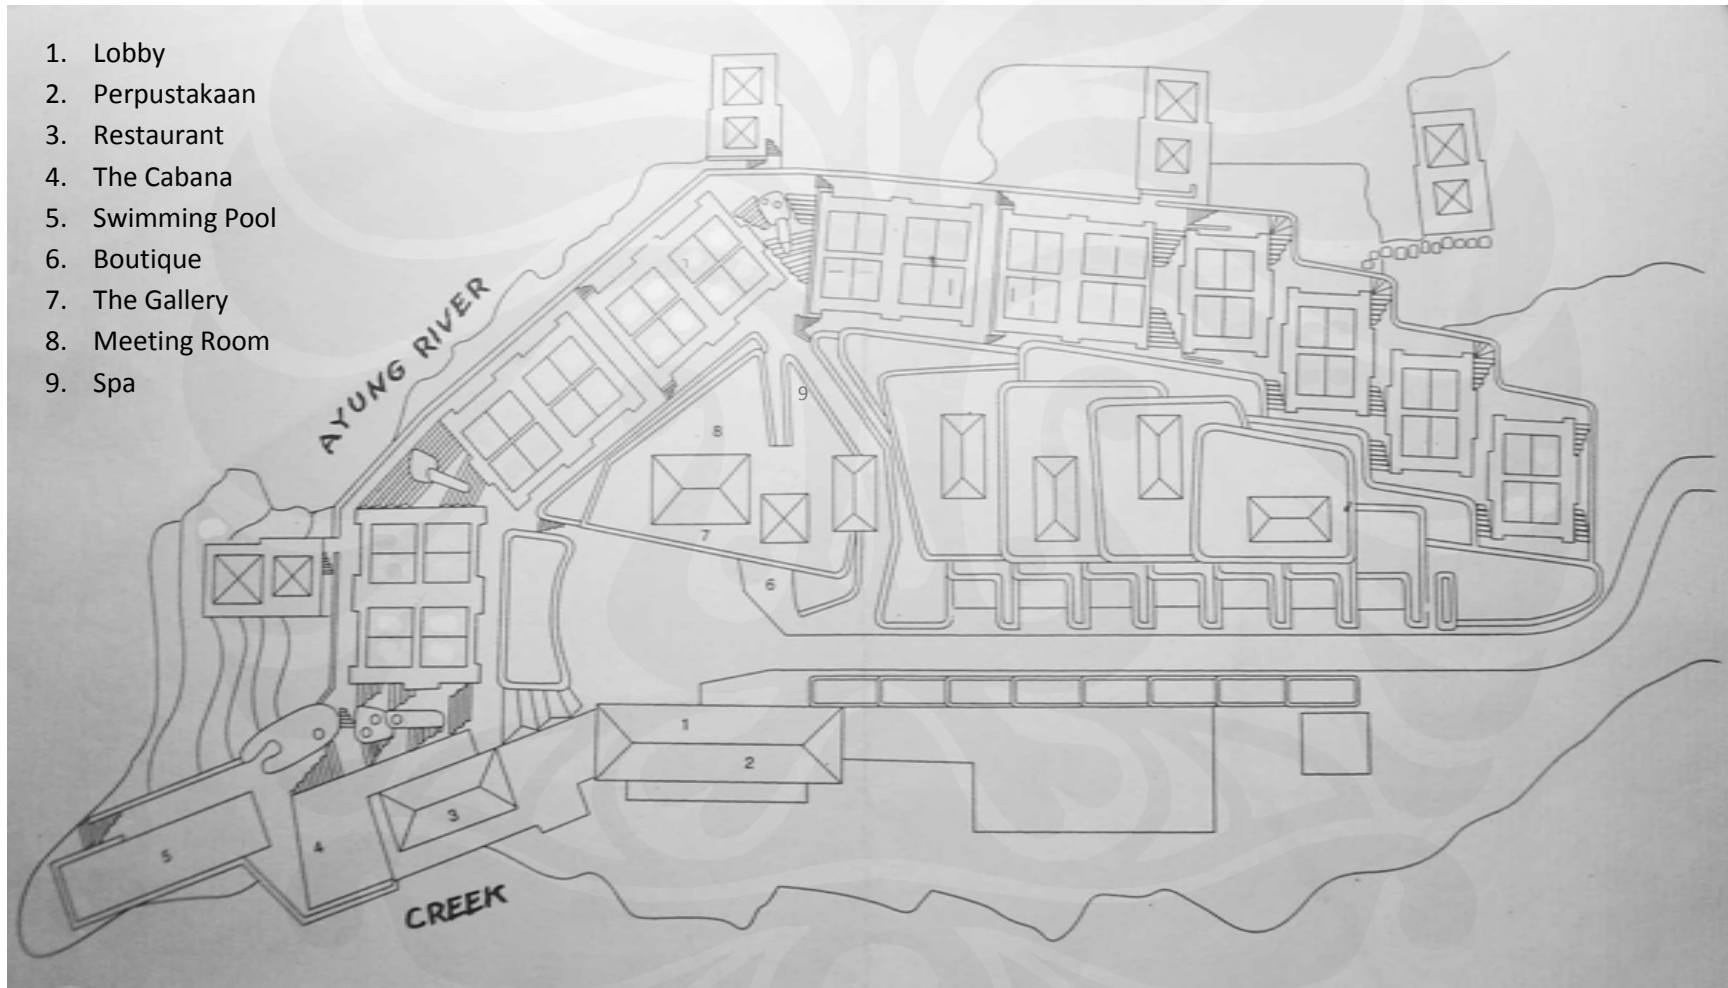 1. Lobby
2. Perpustakaan
3. Restaurant
4. The Cabana
5. Swimming Pool
6. Boutique
7. The Gallery
8. Meeting Room
9. Spa
AYUNG RIVER
9
8
7
6
1
2
3
4
5
CREEK